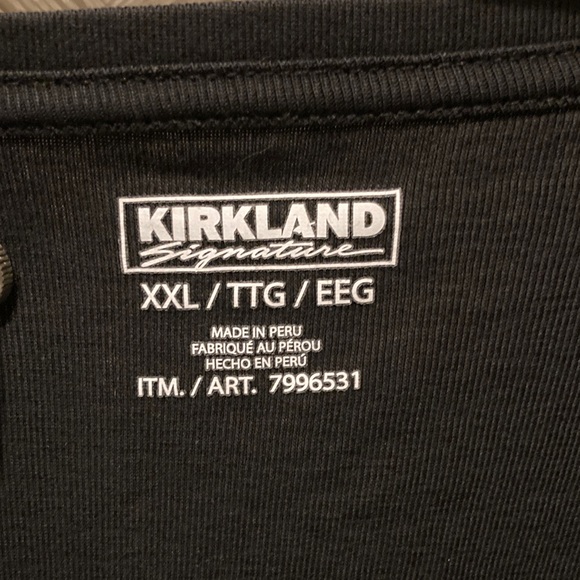 KIRKLAND
Signature
XXL / TTG / EEG
MADE IN PERU
FABRIQUÉ AU PÉROU
HECHO EN PERÚ
ITM. / ART. 7996531